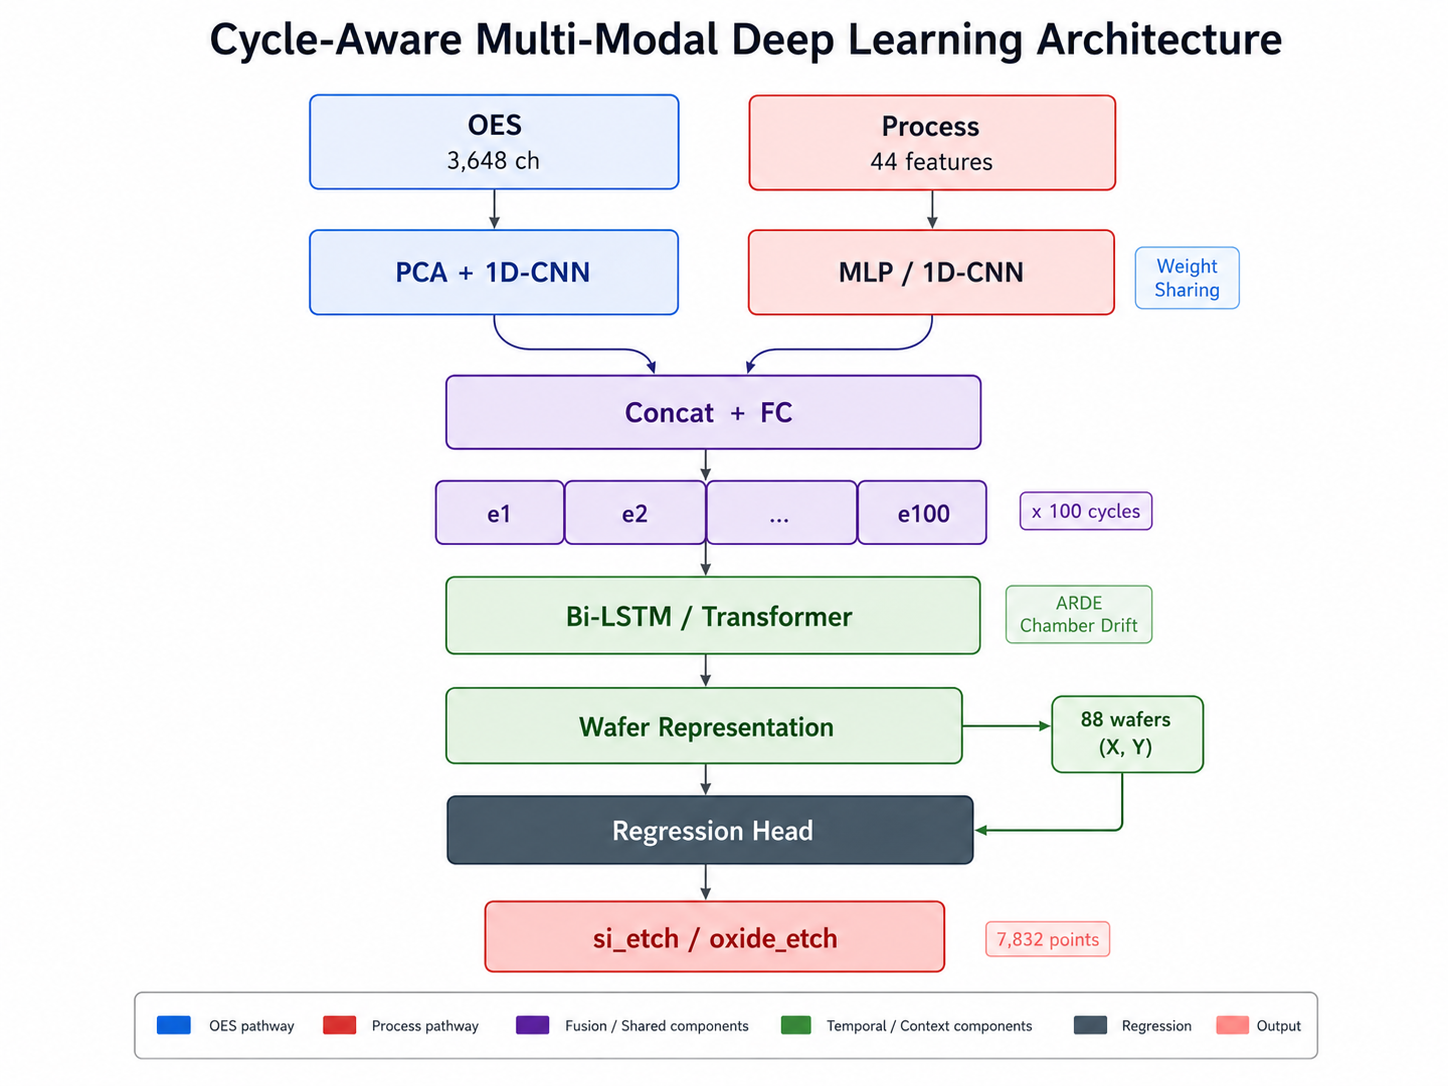 Cycle-Aware Multi-Modal Deep Learning Architecture
OES
3,648 ch
Process
44 features
PCA + 1D-CNN
MLP / 1D-CNN
Weight
Sharing
Concat + FC
e1
e2
...
e100
x 100 cycles
Bi-LSTM / Transformer
ARDE
Chamber Drift
Wafer Representation
88 wafers
(X, Y)
Regression Head
si_etch / oxide_etch
7,832 points
OES pathway
Process pathway
Fusion / Shared components
Temporal / Context components
Regression
Output